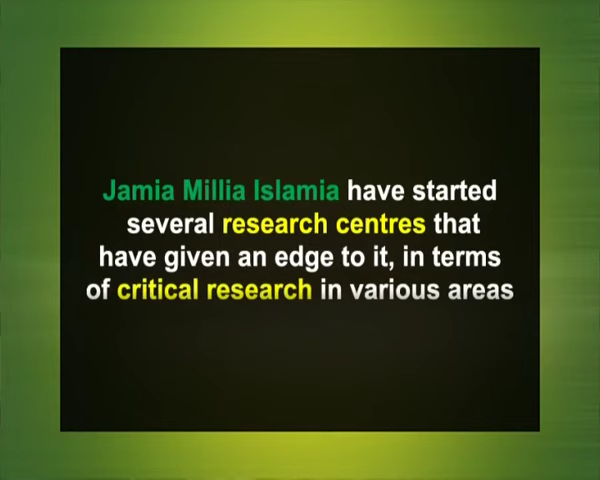 Jamia Millia Islamia have started
several research centres that
have given an edge to it, in terms
of critical research in various areas